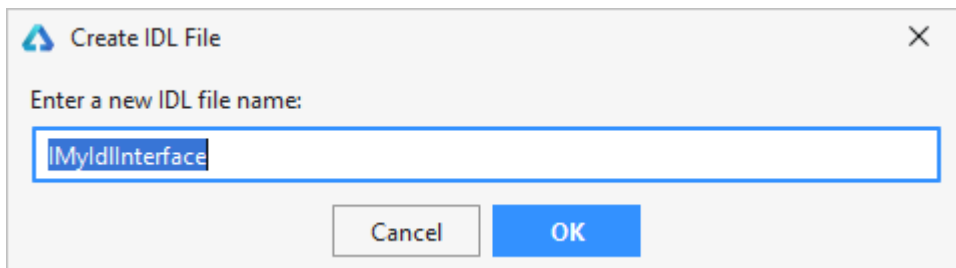 Create IDL File
Enter a new IDL file name:
IMyIdlInterface
Cancel
OK